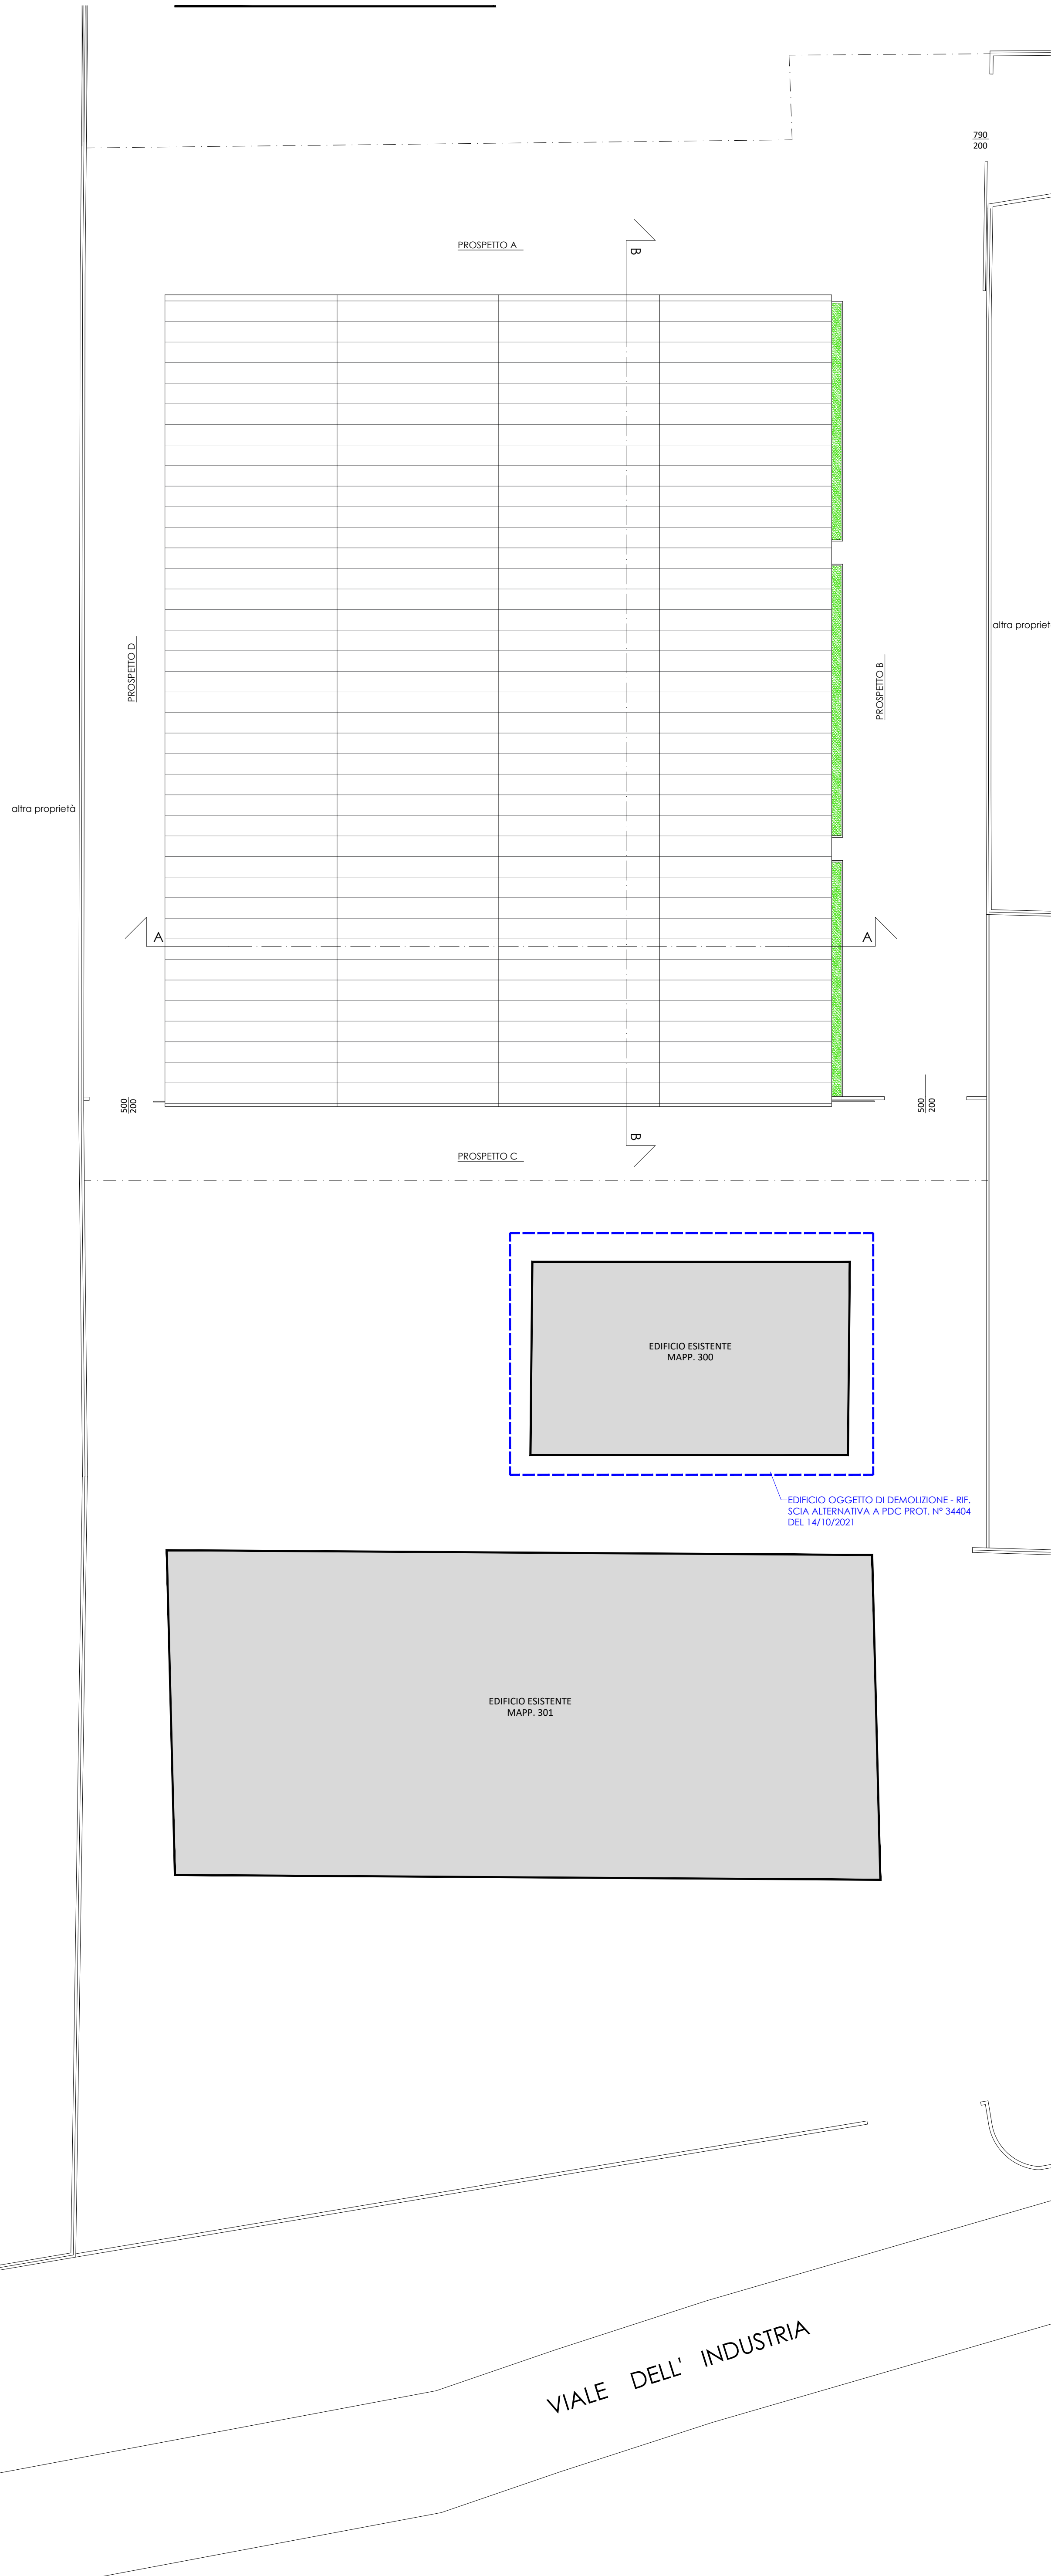 790
200
PROSPETTO A
B
PROSPETTO D
altra propriet
PROSPETTO B
altra proprietà
A
A
500
200
500
200
B
PROSPETTO C
EDIFICIO ESISTENTE
MAPP. 300
EDIFICIO OGGETTO DI DEMOLIZIONE - RIF.
SCIA ALTERNATIVA A PDC PROT. N° 34404
DEL 14/10/2021
EDIFICIO ESISTENTE
MAPP. 301
VIALE DELL' INDUSTRIA